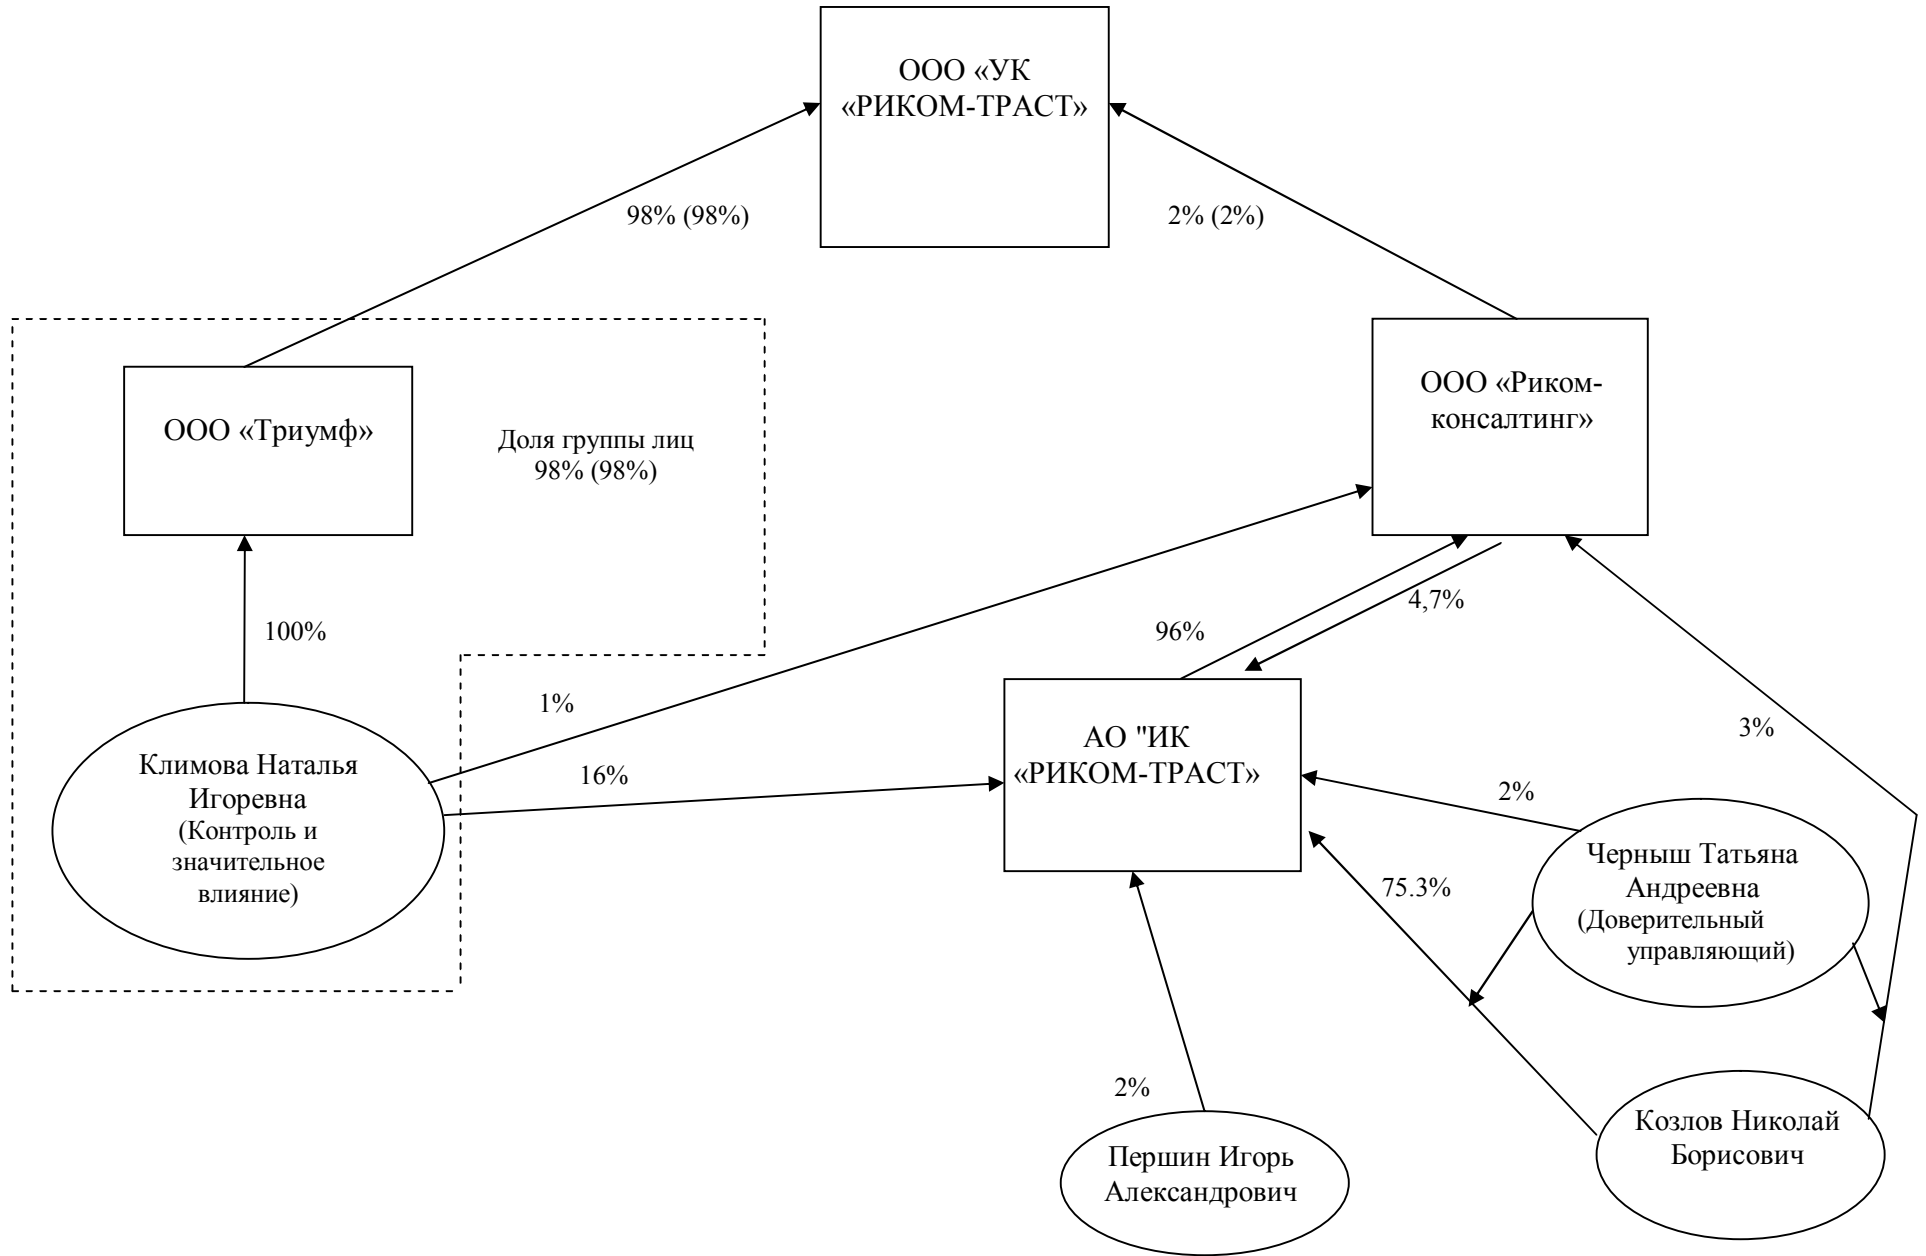 ООО «УК
«РИКОМ-ТРАСТ»
98% (98%)
2% (2%)
ООО «Триумф»
Доля группы лиц
98% (98%)
ООО «Риком-
консалтинг»
100%
4,7%
96%
1%
16%
Климова Наталья
Игоревна
(Контроль и
значительное
влияние)
АО "ИК
«РИКОМ-ТРАСТ»
3%
2%
75.3%
Черныш Татьяна
Андреевна
(Доверительный
управляющий)
2%
Першин Игорь
Александрович
Козлов Николай
Борисович